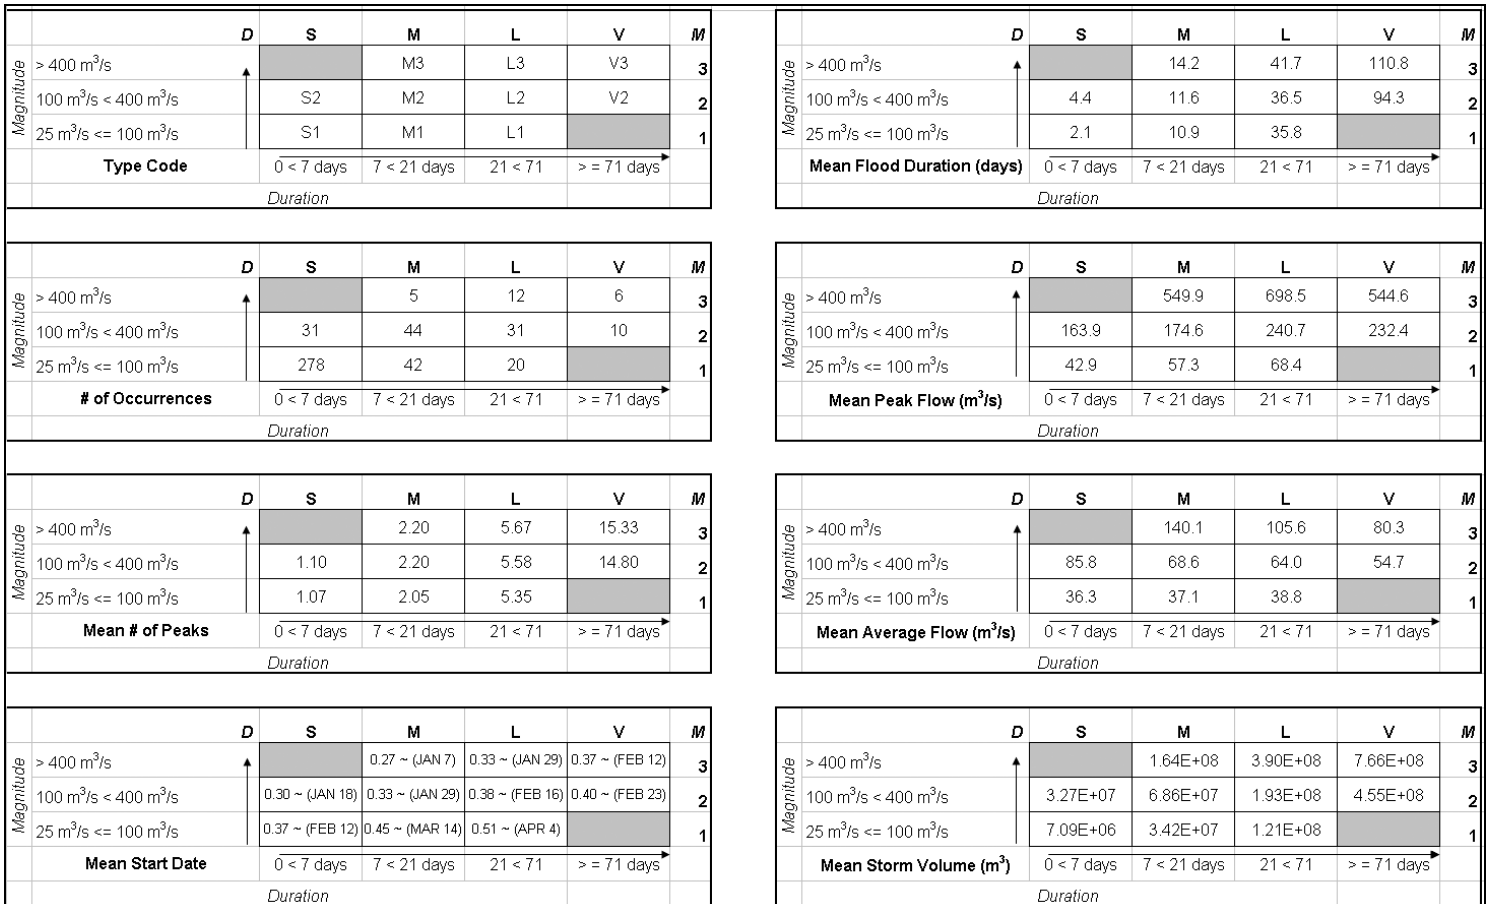 D S M L V M
Magnitude
> 400 m³/s M3 L3 V3 3
100 m³/s < 400 m³/s S2 M2 L2 V2 2
25 m³/s <= 100 m³/s S1 M1 L1 1
Type Code 0 < 7 days 7 < 21 days 21 < 71 > = 71 days
Duration
D S M L V M
Magnitude
> 400 m³/s 14.2 41.7 110.8 3
100 m³/s < 400 m³/s 4.4 11.6 36.5 94.3 2
25 m³/s <= 100 m³/s 2.1 10.9 35.8 1
Mean Flood Duration (days) 0 < 7 days 7 < 21 days 21 < 71 > = 71 days
Duration
D S M L V M
Magnitude
> 400 m³/s 5 12 6 3
100 m³/s < 400 m³/s 31 44 31 10 2
25 m³/s <= 100 m³/s 278 42 20 1
# of Occurrences 0 < 7 days 7 < 21 days 21 < 71 > = 71 days
Duration
D S M L V M
Magnitude
> 400 m³/s 549.9 698.5 544.6 3
100 m³/s < 400 m³/s 163.9 174.6 240.7 232.4 2
25 m³/s <= 100 m³/s 42.9 57.3 68.4 1
Mean Peak Flow (m³/s) 0 < 7 days 7 < 21 days 21 < 71 > = 71 days
Duration
D S M L V M
Magnitude
> 400 m³/s 2.20 5.67 15.33 3
100 m³/s < 400 m³/s 1.10 2.20 5.58 14.80 2
25 m³/s <= 100 m³/s 1.07 2.05 5.35 1
Mean # of Peaks 0 < 7 days 7 < 21 days 21 < 71 > = 71 days
Duration
D S M L V M
Magnitude
> 400 m³/s 140.1 105.6 80.3 3
100 m³/s < 400 m³/s 85.8 68.6 64.0 54.7 2
25 m³/s <= 100 m³/s 36.3 37.1 38.8 1
Mean Average Flow (m³/s) 0 < 7 days 7 < 21 days 21 < 71 > = 71 days
Duration
D S M L V M
Magnitude
> 400 m³/s 0.27 ~ (JAN 7) 0.33 ~ (JAN 29) 0.37 ~ (FEB 12) 3
100 m³/s < 400 m³/s 0.30 ~ (JAN 18) 0.33 ~ (JAN 29) 0.38 ~ (FEB 16) 0.40 ~ (FEB 23) 2
25 m³/s <= 100 m³/s 0.37 ~ (FEB 12) 0.45 ~ (MAR 14) 0.51 ~ (APR 4) 1
Mean Start Date 0 < 7 days 7 < 21 days 21 < 71 > = 71 days
Duration
D S M L V M
Magnitude
> 400 m³/s 1.64E+08 3.90E+08 7.66E+08 3
100 m³/s < 400 m³/s 3.27E+07 6.86E+07 1.93E+08 4.55E+08 2
25 m³/s <= 100 m³/s 7.09E+06 3.42E+07 1.21E+08 1
Mean Storm Volume (m³) 0 < 7 days 7 < 21 days 21 < 71 > = 71 days
Duration